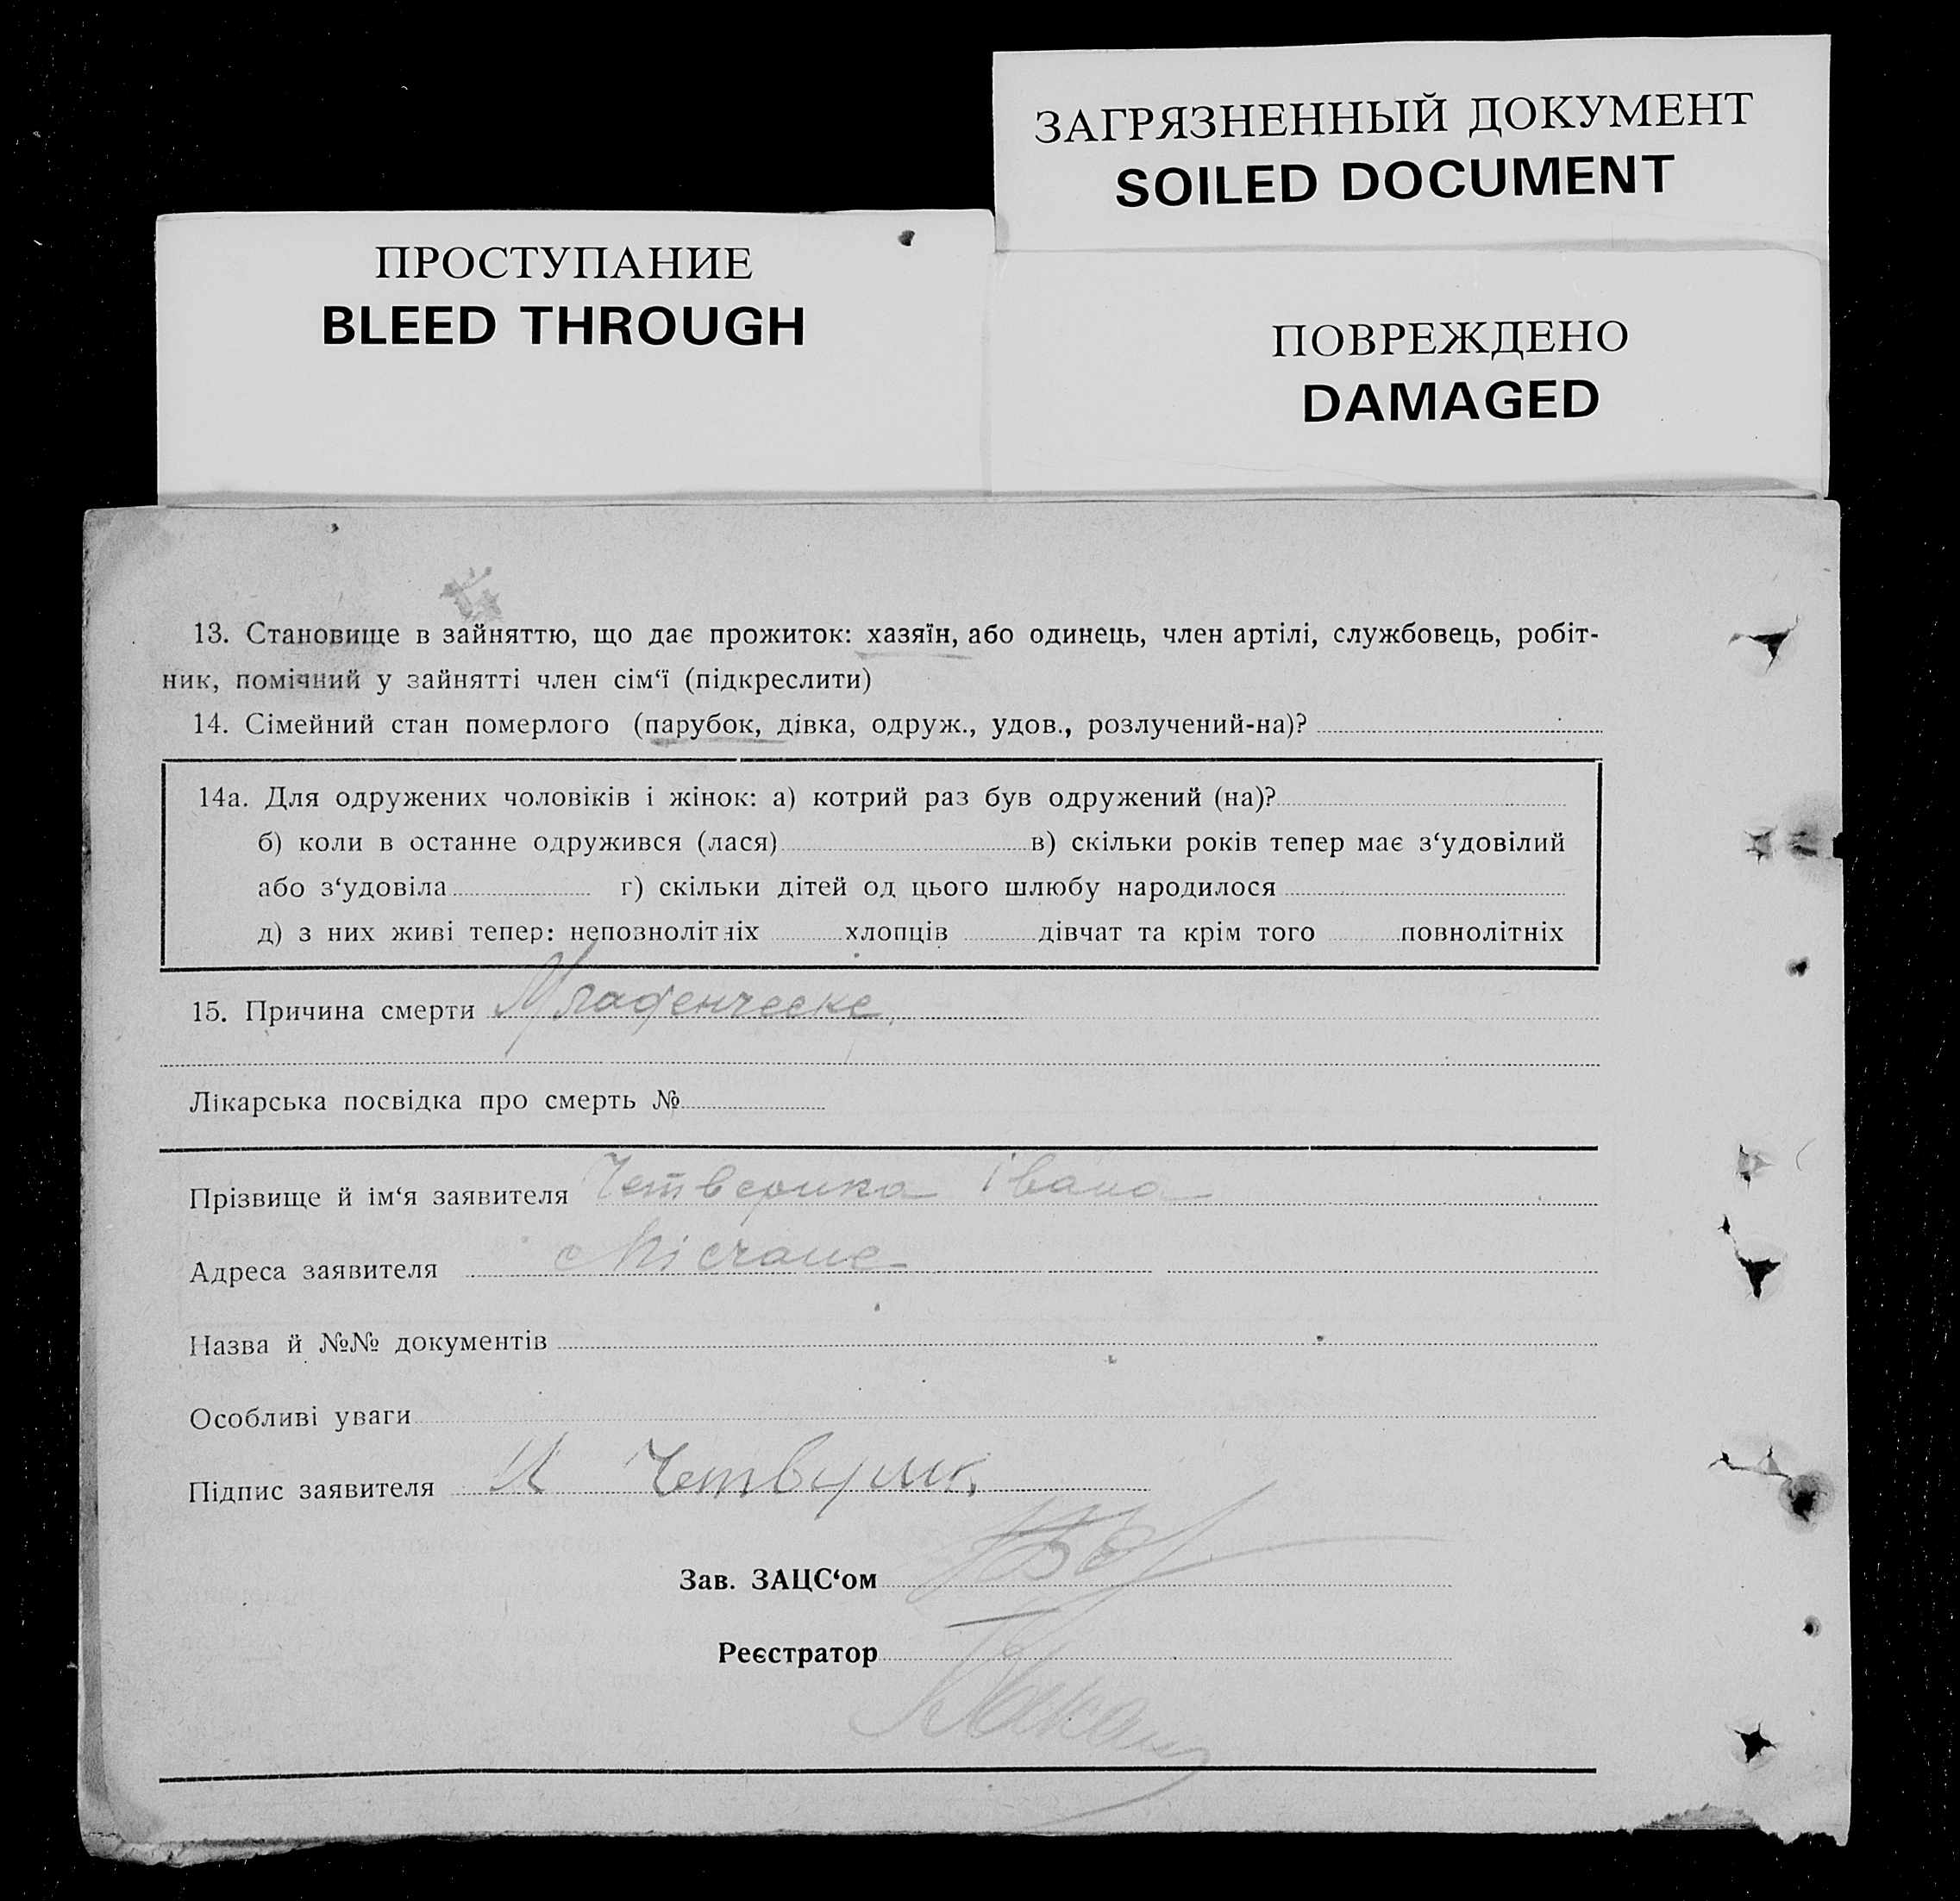 ЗАГРЯЗНЕННЫЙ ДОКУМЕНТ
SOILED DOCUMENT
ПРОСТУПАНИЕ
BLEED THROUGH
ПОВРЕЖДЕНО
DAMAGED
13. Становище в зайняттю, що дає прожиток: хазяїн, або одинець, член артілі, службовець, робіт-
ник, помічний у зайнятті член сім‘ї (підкреслити)
14. Сімейний стан померлого (парубок, дівка, одруж., удов., розлучений-на)?
14а. Для одружених чоловіків і жінок: а) котрий раз був одружений (на)?
б) коли в останне одружився (лася) в) скільки років тепер має з‘удовілий
або з‘удовіла г) скільки дітей од цього шлюбу народилося
д) з них живі тепер: непознолітніх хлопців дівчат та крім того повнолітніх
15. Причина смерти Младенческе
Лікарська посвідка про смерть №
Прізвище й ім‘я заявителя Четверика Івана
Адреса заявителя
Назва й №№ документів
Особливі уваги
Підпис заявителя
Зав. ЗАЦС‘ом
Реєстратор